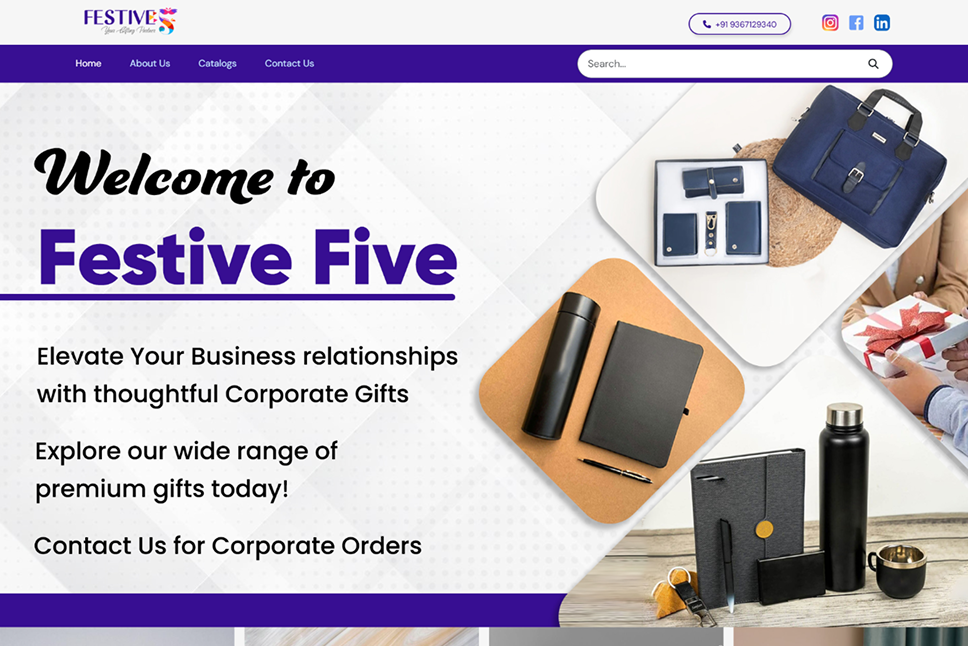 FESTIVE 5
Your Gifting Partner
+91 9367129340
Home
About Us
Catalogs
Contact Us
Search...
Welcome to
Festive Five
Elevate Your Business relationships
with thoughtful Corporate Gifts
Explore our wide range of
premium gifts today!
Contact Us for Corporate Orders